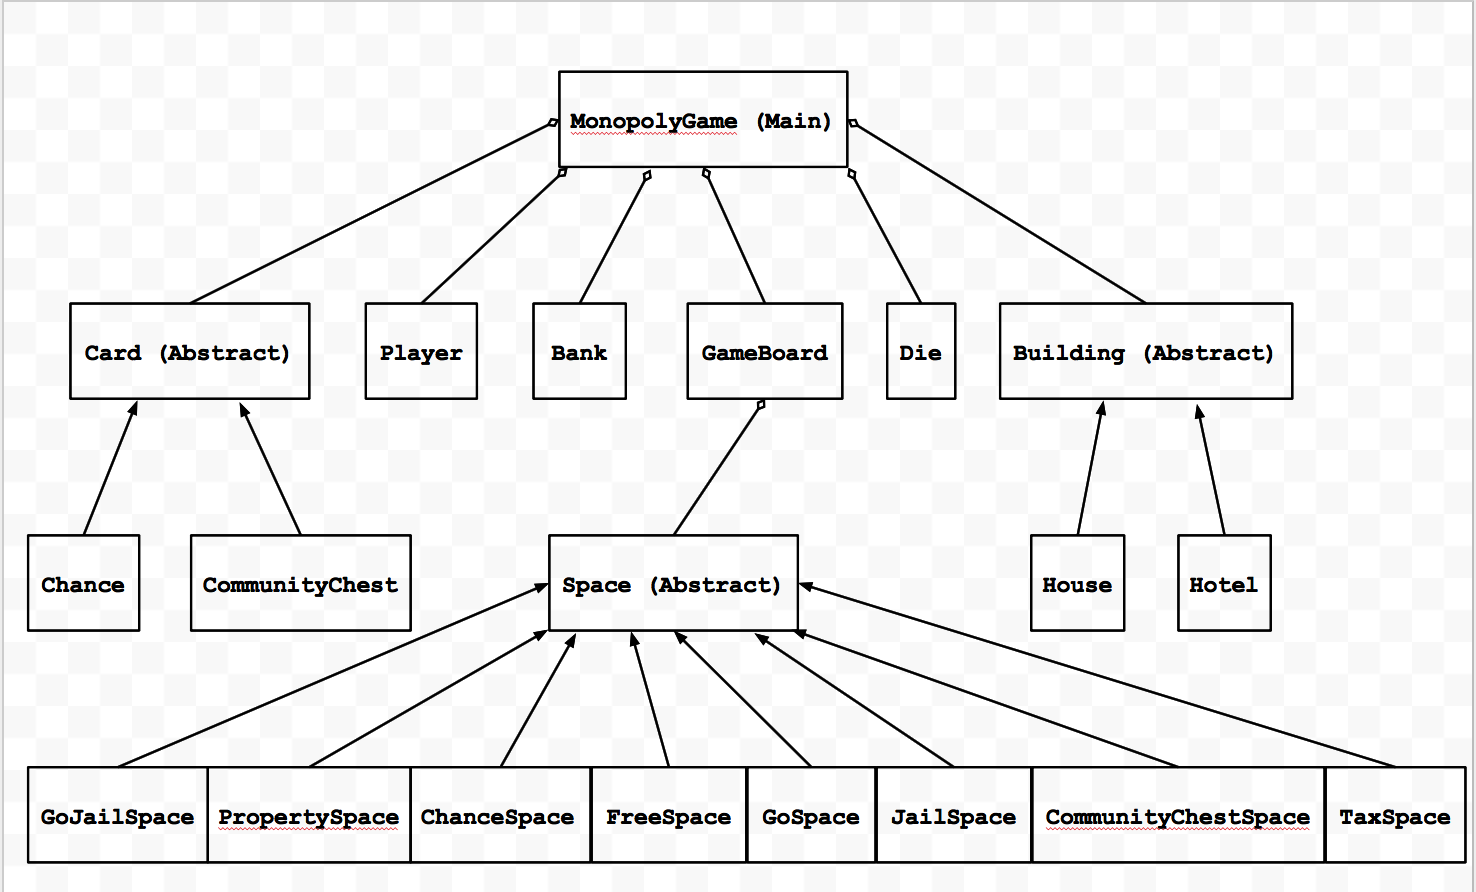 MonopolyGame (Main)
Card (Abstract)
Player
Bank
GameBoard
Die
Building (Abstract)
Chance
CommunityChest
Space (Abstract)
House
Hotel
GoJailSpace
PropertySpace
ChanceSpace
FreeSpace
GoSpace
JailSpace
CommunityChestSpace
TaxSpace